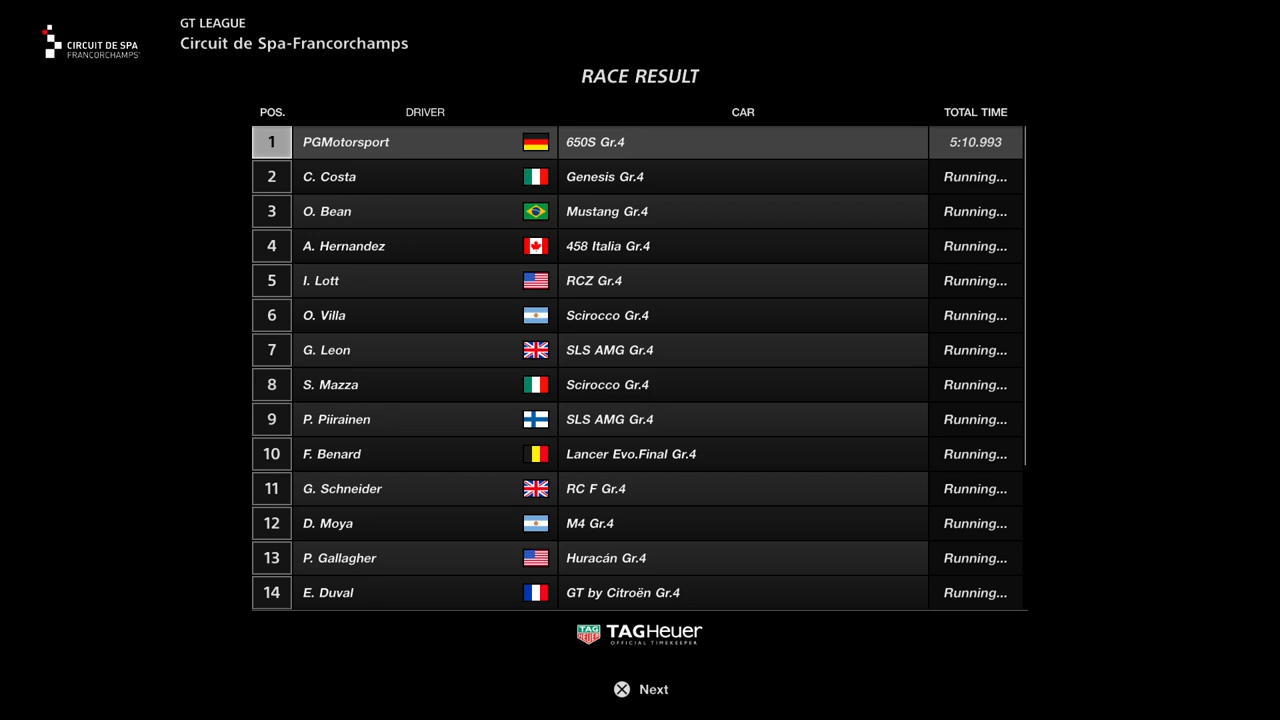 GT LEAGUE
Circuit de Spa-Francorchamps
CIRCUIT DE SPA
FRANCORCHAMPS
RACE RESULT
POS. DRIVER CAR TOTAL TIME
1 PGMotorsport 650S Gr.4 5:10.993
2 C. Costa Genesis Gr.4 Running...
3 O. Bean Mustang Gr.4 Running...
4 A. Hernandez 458 Italia Gr.4 Running...
5 I. Lott RCZ Gr.4 Running...
6 O. Villa Scirocco Gr.4 Running...
7 G. Leon SLS AMG Gr.4 Running...
8 S. Mazza Scirocco Gr.4 Running...
9 P. Piirainen SLS AMG Gr.4 Running...
10 F. Benard Lancer Evo.Final Gr.4 Running...
11 G. Schneider RC F Gr.4 Running...
12 D. Moya M4 Gr.4 Running...
13 P. Gallagher Huracán Gr.4 Running...
14 E. Duval GT by Citroën Gr.4 Running...
TAG HEUER TAGHeuer
OFFICIAL TIMEKEEPER
Next